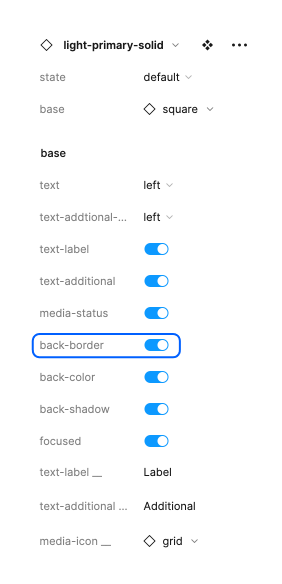 light-primary-solid
state default
base square
base
text left
text-addtional-... left
text-label
text-additional
media-status
back-border
back-color
back-shadow
focused
text-label __ Label
text-additional ... Additional
media-icon __ grid